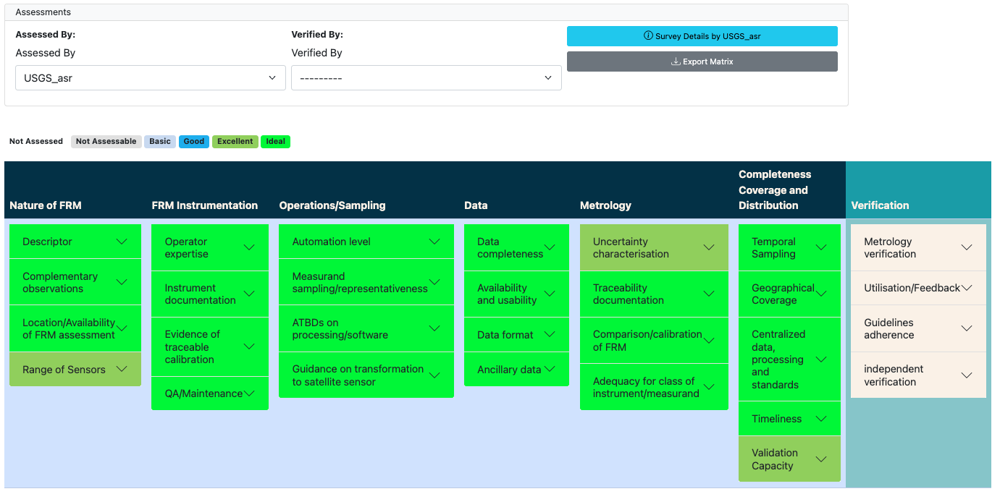 Assessments
Assessed By:
Verified By:
Survey Details by USGS_asr
Assessed By
Verified By
Export Matrix
USGS_asr
---------
Not Assessed
Not Assessable
Basic
Good
Excellent
Ideal
Nature of FRM
FRM Instrumentation
Operations/Sampling
Data
Metrology
Completeness
Coverage and
Distribution
Verification
Descriptor
Complementary
observations
Location/Availability
of FRM assessment
Range of Sensors
Operator
expertise
Instrument
documentation
Evidence of
traceable
calibration
QA/Maintenance
Automation level
Measurand
sampling/representativeness
ATBDs on
processing/software
Guidance on transformation
to satellite sensor
Data
completeness
Availability
and usability
Data format
Ancillary data
Uncertainty
characterisation
Traceability
documentation
Comparison/calibration
of FRM
Adequacy for class of
instrument/measurand
Temporal
Sampling
Geographical
Coverage
Centralized
data,
processing
and
standards
Timeliness
Validation
Capacity
Metrology
verification
Utilisation/Feedback
Guidelines
adherence
independent
verification